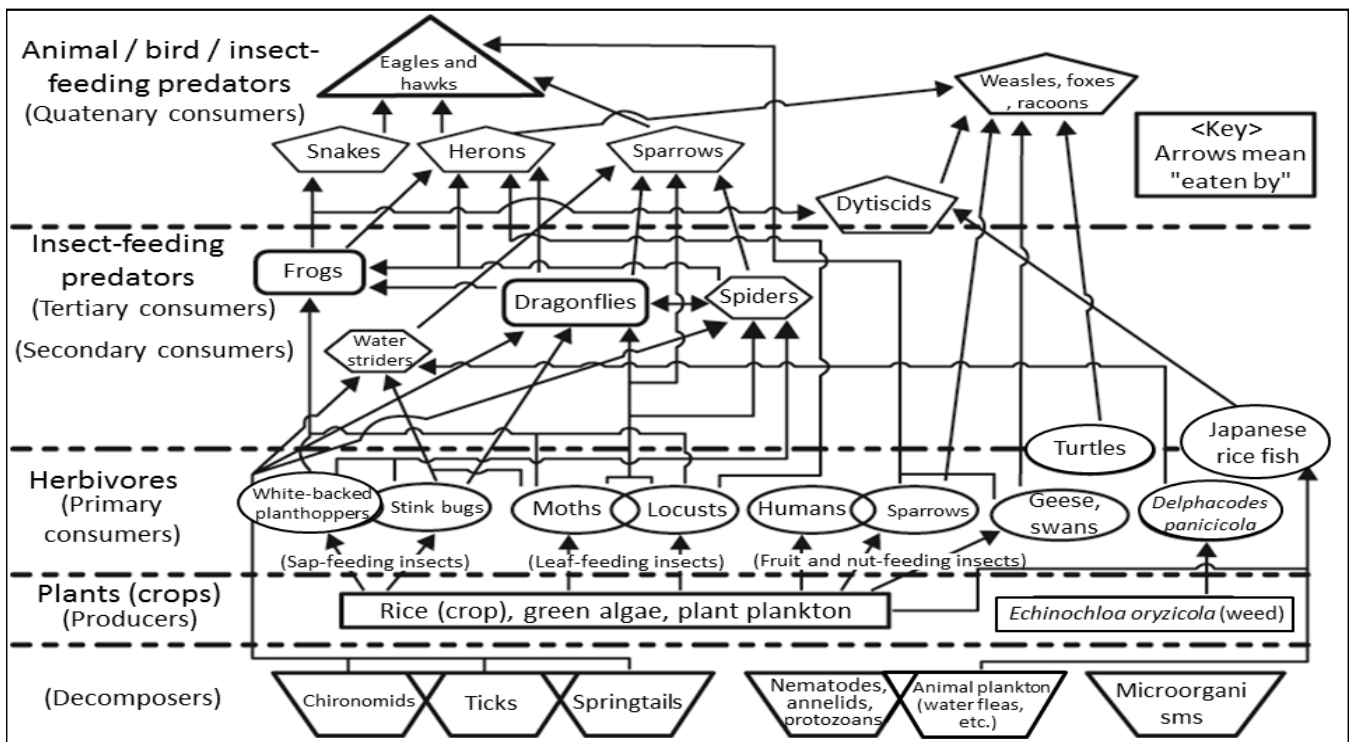 Animal / bird / insect-
feeding predators
(Quatenary consumers)
Eagles and
hawks
Weasles, foxes
, racoons
<Key>
Arrows mean
"eaten by"
Snakes
Herons
Sparrows
Dytiscids
Insect-feeding
predators
(Tertiary consumers)
(Secondary consumers)
Frogs
Dragonflies
Spiders
Water
striders
Turtles
Japanese
rice fish
Herbivores
(Primary
consumers)
White-backed
planthoppers
Stink bugs
Moths
Locusts
Humans
Sparrows
Geese,
swans
Delphacodes
panicicola
(Sap-feeding insects)
(Leaf-feeding insects)
(Fruit and nut-feeding insects)
Plants (crops)
(Producers)
Rice (crop), green algae, plant plankton
Echinochloa oryzicola (weed)
(Decomposers)
Chironomids
Ticks
Springtails
Nematodes,
annelids,
protozoans
Animal plankton
(water fleas,
etc.)
Microorgani
sms